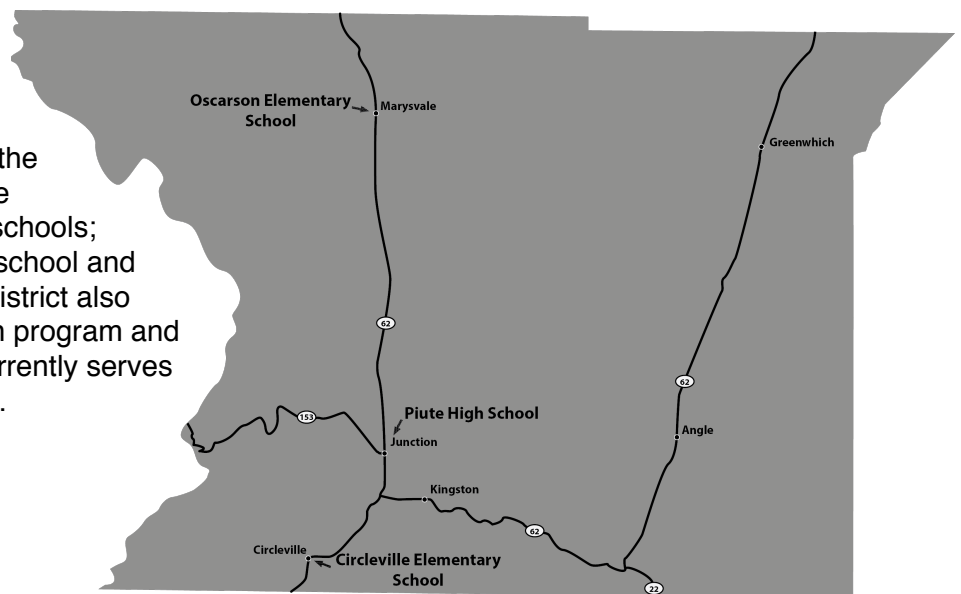 Oscarson Elementary
School
Marysvale
Greenwhich
the
e
schools;
school and
istrict also
n program and
rrently serves
.
62
62
153
Piute High School
Junction
Angle
Kingston
62
Circleville
Circleville Elementary
School
22